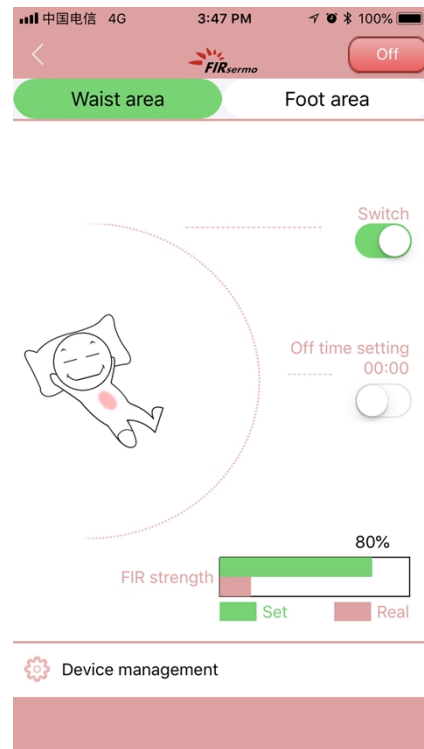 中国电信 4G 3:47 PM 100%
FIRsermo
Off
Waist area Foot area
Switch
Off time setting
00:00
80%
FIR strength
Set Real
Device management